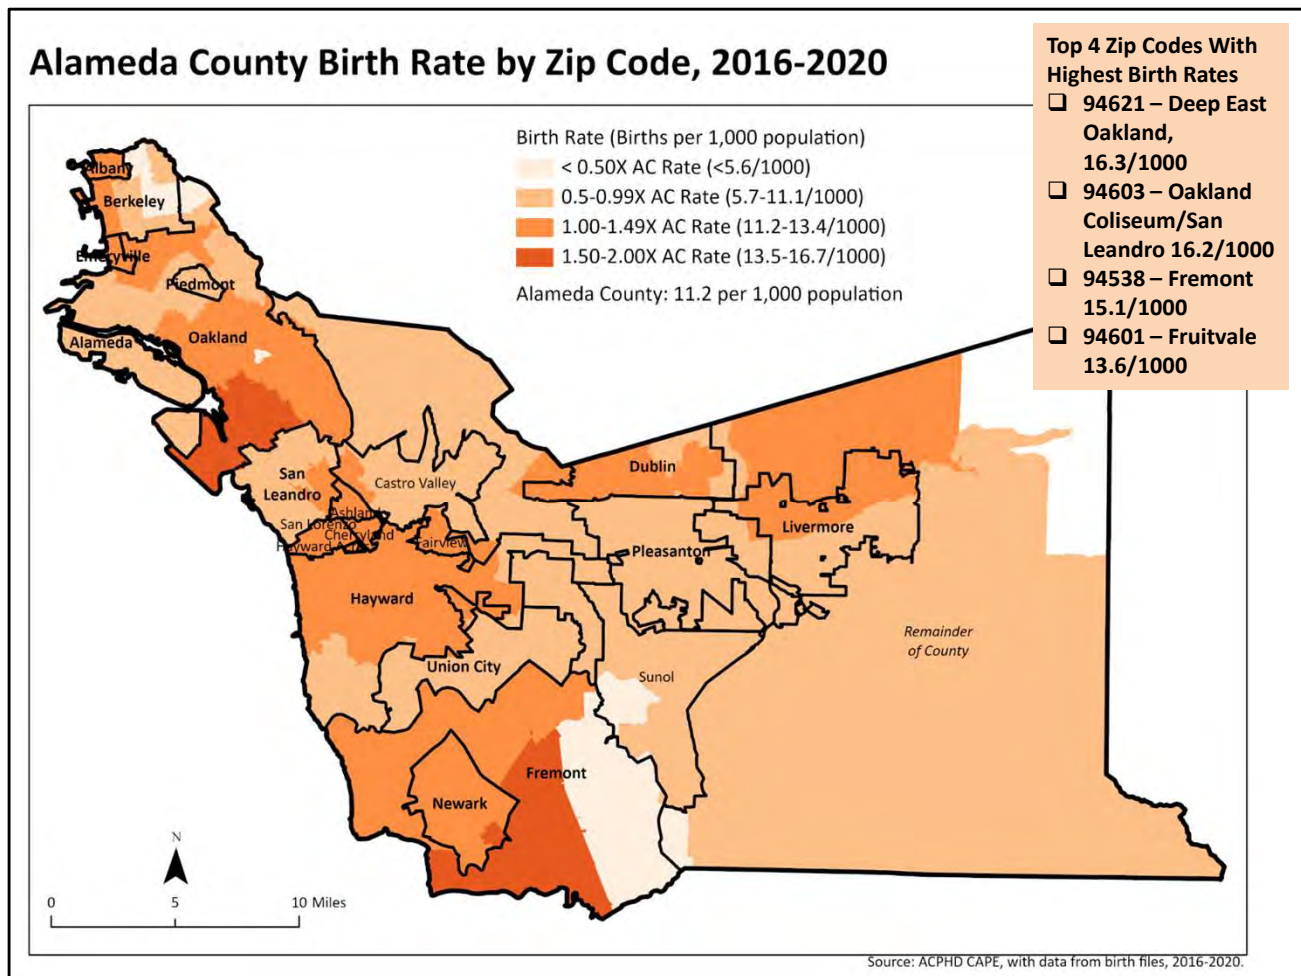 Alameda County Birth Rate by Zip Code, 2016-2020
Top 4 Zip Codes With
Highest Birth Rates
❑ 94621 – Deep East
Oakland,
16.3/1000
❑ 94603 – Oakland
Coliseum/San
Leandro 16.2/1000
❑ 94538 – Fremont
15.1/1000
❑ 94601 – Fruitvale
13.6/1000
Birth Rate (Births per 1,000 population)
< 0.50X AC Rate (<5.6/1000)
0.5-0.99X AC Rate (5.7-11.1/1000)
1.00-1.49X AC Rate (11.2-13.4/1000)
1.50-2.00X AC Rate (13.5-16.7/1000)
Alameda County: 11.2 per 1,000 population
Albany
Berkeley
Emeryville
Piedmont
Oakland
Alameda
San
Leandro
Castro Valley
Dublin
Ashland
San Lorenzo
Cherryland
Hayward Acres
Fairview
Livermore
Pleasanton
Hayward
Remainder
of County
Union City
Sunol
Fremont
Newark
N
0 5 10 Miles
Source: ACPHD CAPE, with data from birth files, 2016-2020.